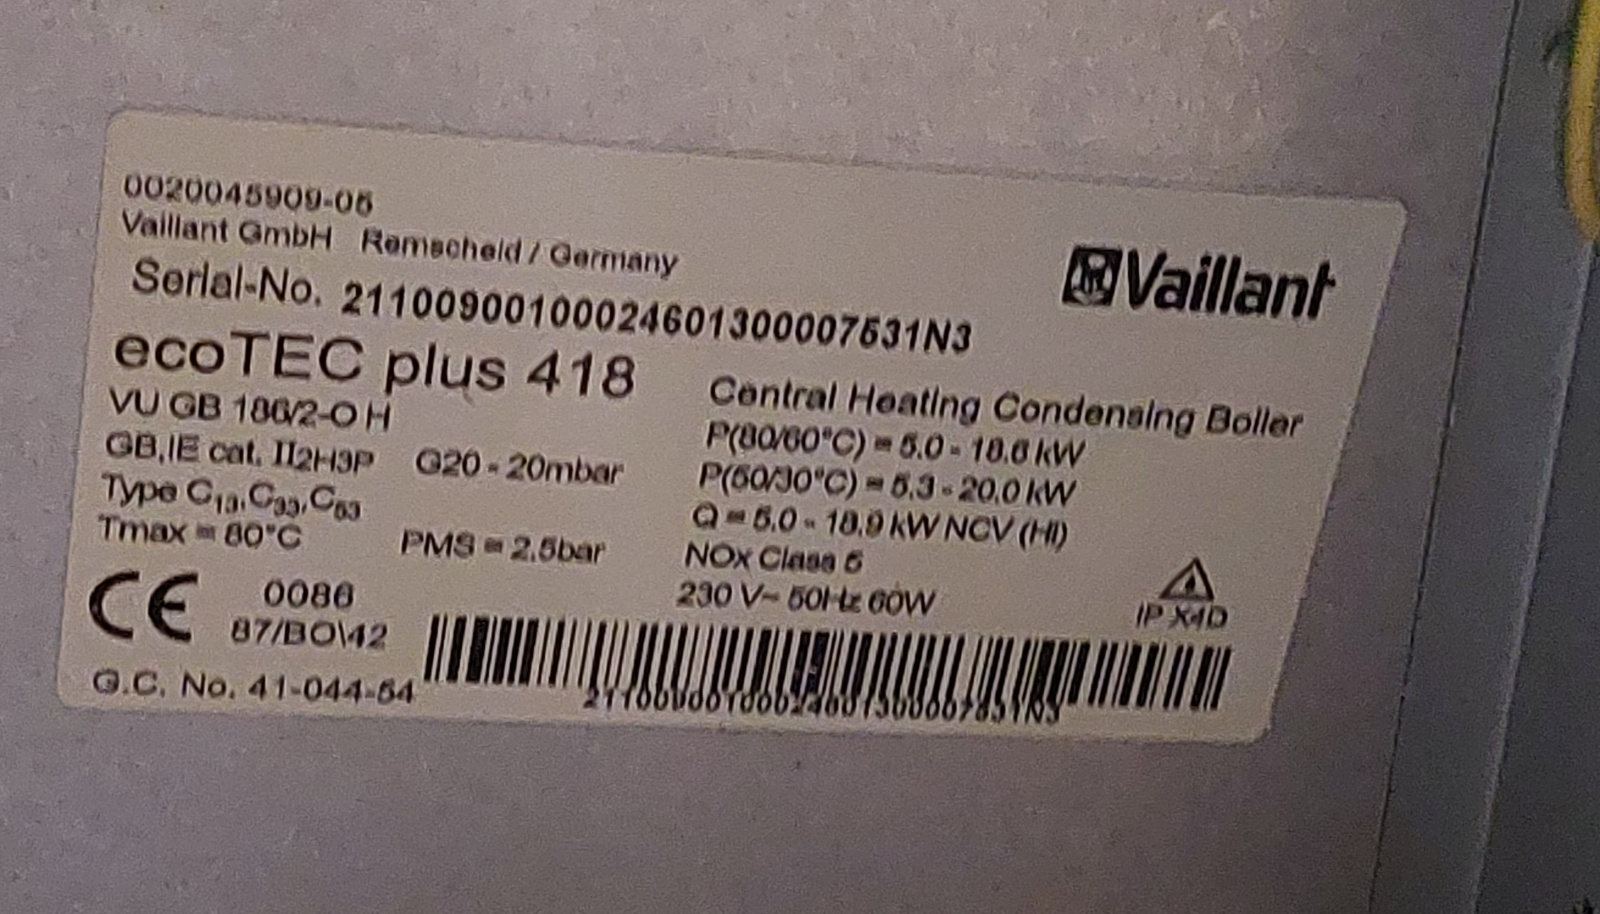 0020045909-05
Vaillant GmbH Remscheid / Germany
Vaillant
Serial-No. 21100900100024601300007531N3
ecoTEC plus 418
VU GB 186/2-O H
GB,IE cat. II2H3P G20 - 20mbar
Type C13,C33,C53
Tmax = 80°C PMS = 2,5bar
Central Heating Condensing Boiler
P(80/60°C) = 5.0 - 18.6 kW
P(50/30°C) = 5.3 - 20.0 kW
Q = 5.0 - 18.9 kW NCV (Hi)
NOx Class 5
230 V~ 50Hz 60W
IP X4D
CE 0086
87/BO\42
G.C. No. 41-044-54
21100900100024601300007531N3